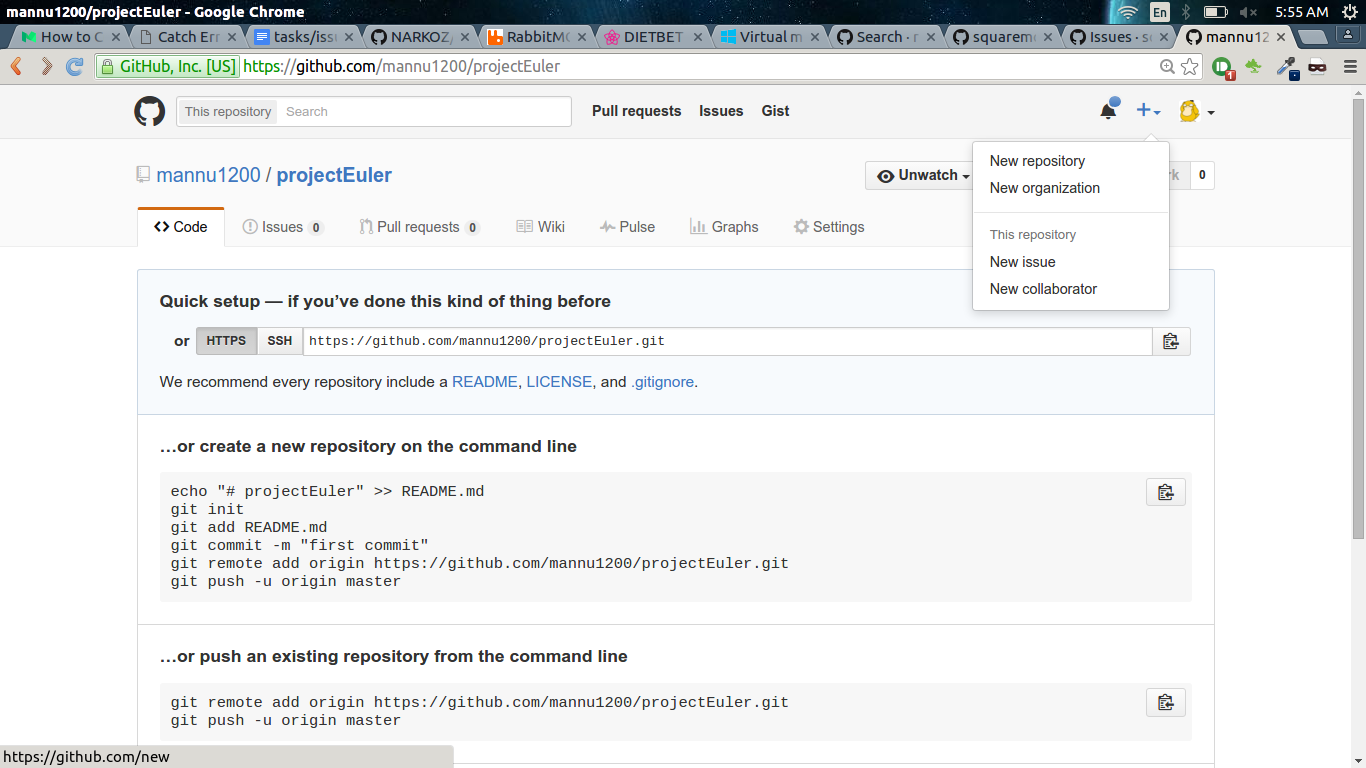 mannu1200/projectEuler - Google Chrome
En
5:55 AM
How to C
Catch Err
tasks/iss
NARKOZ/
RabbitM
DIETBET
Virtual m
Search · r
squarem
Issues · s
mannu12
GitHub, Inc. [US] https://github.com/mannu1200/projectEuler
1
This repository Search
Pull requests Issues Gist
mannu1200 / projectEuler
Unwatch
rk 0
New repository
New organization
This repository
New issue
New collaborator
Code Issues 0 Pull requests 0 Wiki Pulse Graphs Settings
Quick setup — if you’ve done this kind of thing before
or HTTPS SSH https://github.com/mannu1200/projectEuler.git
We recommend every repository include a README, LICENSE, and .gitignore.
…or create a new repository on the command line
echo "# projectEuler" >> README.md
git init
git add README.md
git commit -m "first commit"
git remote add origin https://github.com/mannu1200/projectEuler.git
git push -u origin master
…or push an existing repository from the command line
git remote add origin https://github.com/mannu1200/projectEuler.git
git push -u origin master
https://github.com/new